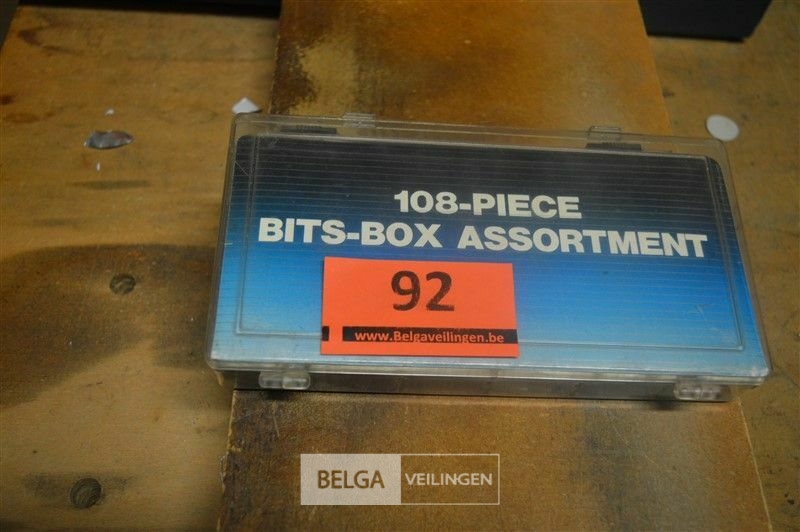 108-PIECE
BITS-BOX ASSORTMENT
92
www.Belgaveilingen.be
BELGA VEILINGEN